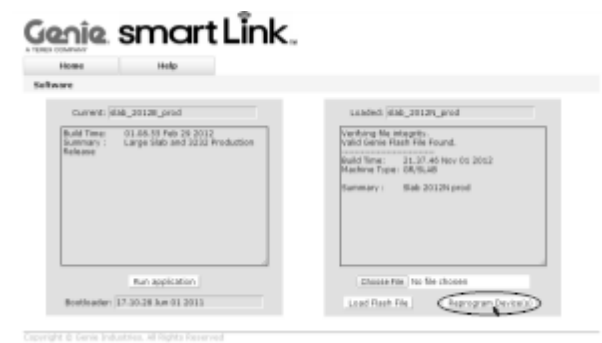 Genie. smartLink™
A TEREX COMPANY
Home Help
Software
Current: slab_2012B_prod
Build Time: 01.08.55 Feb 29 2012
Summary : Large Slab and 3232 Production
Release
Run application
Bootloader: 17.10.28 Jun 01 2011
Loaded: slab_2012N_prod
Verifying file integrity.
Valid Genie Flash File Found.
Build Time: 21.37.46 Nov 01 2012
Machine Type: GR/SLAB
Summary : Slab 2012N prod
Choose File No file chosen
Load Flash File Reprogram Device(s)
Copyright © Genie Industries. All Rights Reserved